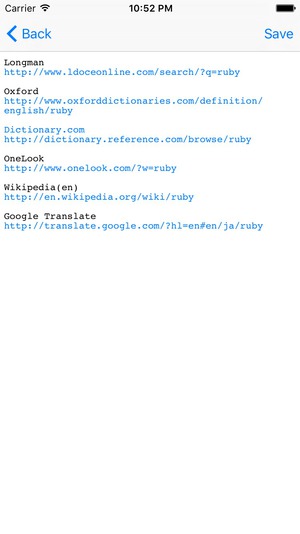 Carrier 10:52 PM
Back Save
Longman
http://www.ldoceonline.com/search/?q=ruby
Oxford
http://www.oxforddictionaries.com/definition/
english/ruby
Dictionary.com
http://dictionary.reference.com/browse/ruby
OneLook
http://www.onelook.com/?w=ruby
Wikipedia(en)
http://en.wikipedia.org/wiki/ruby
Google Translate
http://translate.google.com/?hl=en#en/ja/ruby